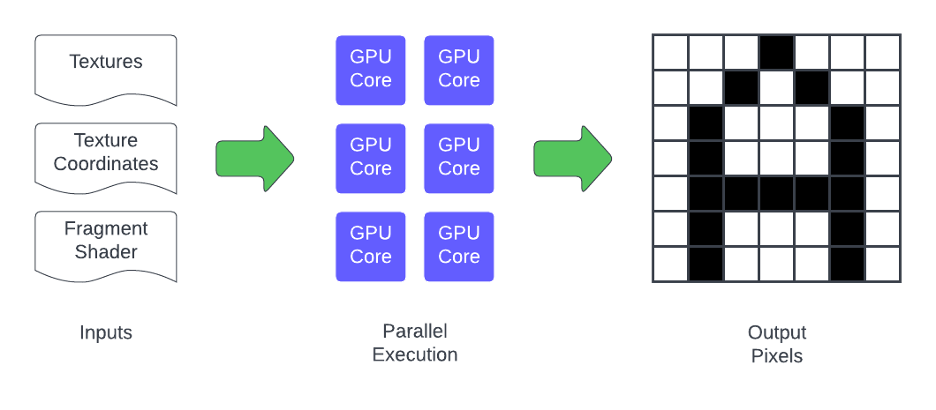 Textures
Texture
Coordinates
Fragment
Shader
Inputs
GPU
Core
GPU
Core
GPU
Core
GPU
Core
GPU
Core
GPU
Core
Parallel
Execution
Output
Pixels